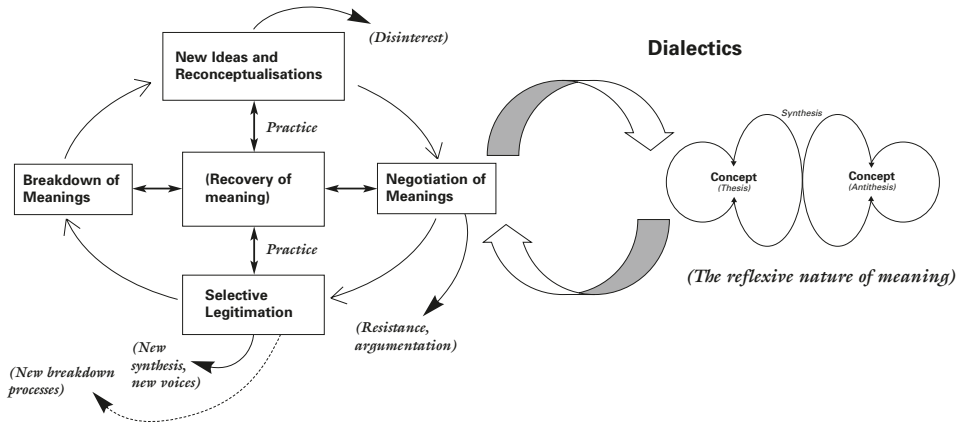 (Disinterest)
Dialectics
New Ideas and
Reconceptualisations
Practice
Synthesis
Breakdown of
Meanings
(Recovery of
meaning)
Negotiation of
Meanings
Concept
(Thesis)
Concept
(Antithesis)
Practice
(The reflexive nature of meaning)
Selective
Legitimation
(Resistance,
argumentation)
(New
synthesis,
new voices)
(New breakdown
processes)